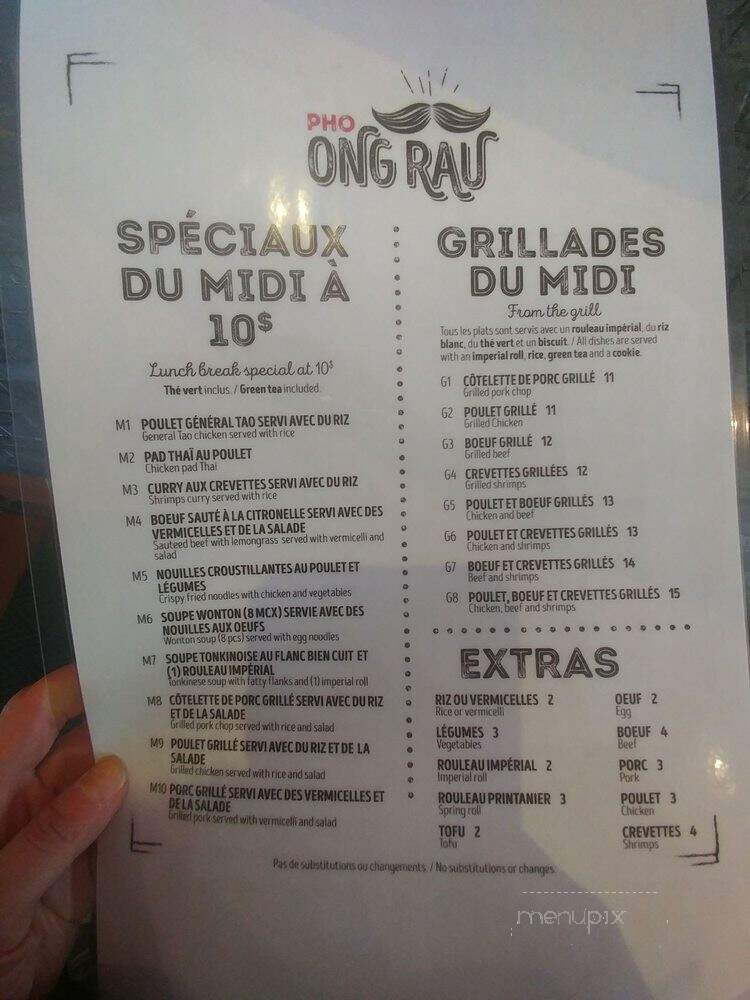 PHO
ONG RAU
SPÉCIAUX
DU MIDI À
10$
Lunch break special at 10$
Thé vert inclus. / Green tea included.
M1 POULET GÉNÉRAL TAO SERVI AVEC DU RIZ
General Tao chicken served with rice
M2 PAD THAÏ AU POULET
Chicken pad Thai
M3 CURRY AUX CREVETTES SERVI AVEC DU RIZ
Shrimps curry served with rice
M4 BOEUF SAUTÉ À LA CITRONELLE SERVI AVEC DES
VERMICELLES ET DE LA SALADE
Sauteed beef with lemongrass served with vermicelli and
salad
M5 NOUILLES CROUSTILLANTES AU POULET ET
LÉGUMES
Crispy fried noodles with chicken and vegetables
M6 SOUPE WONTON (8 MCX) SERVIE AVEC DES
NOUILLES AUX OEUFS
Wonton soup (8 pcs) served with egg noodles
M7 SOUPE TONKINOISE AU FLANC BIEN CUIT ET
(1) ROULEAU IMPÉRIAL
Tonkinese soup with fatty flanks and (1) imperial roll
M8 CÔTELETTE DE PORC GRILLÉ SERVI AVEC DU RIZ
ET DE LA SALADE
Grilled pork chop served with rice and salad
M9 POULET GRILLÉ SERVI AVEC DU RIZ ET DE LA
SALADE
Grilled chicken served with rice and salad
M10 PORC GRILLÉ SERVI AVEC DES VERMICELLES ET
DE LA SALADE
Grilled pork served with vermicelli and salad
GRILLADES
DU MIDI
From the grill
Tous les plats sont servis avec un rouleau impérial, du riz
blanc, du thé vert et un biscuit. / All dishes are served
with an imperial roll, rice, green tea and a cookie.
G1 CÔTELETTE DE PORC GRILLÉ 11
Grilled pork chop
G2 POULET GRILLÉ 11
Grilled Chicken
G3 BOEUF GRILLÉ 12
Grilled beef
G4 CREVETTES GRILLÉES 12
Grilled shrimps
G5 POULET ET BOEUF GRILLÉS 13
Chicken and beef
G6 POULET ET CREVETTES GRILLÉS 13
Chicken and shrimps
G7 BOEUF ET CREVETTES GRILLÉS 14
Beef and shrimps
G8 POULET, BOEUF ET CREVETTES GRILLÉS 15
Chicken, beef and shrimps
EXTRAS
RIZ OU VERMICELLES 2
Rice or vermicelli
LÉGUMES 3
Vegetables
ROULEAU IMPÉRIAL 2
Imperial roll
ROULEAU PRINTANIER 3
Spring roll
TOFU 2
Tofu
OEUF 2
Egg
BOEUF 4
Beef
PORC 3
Pork
POULET 3
Chicken
CREVETTES 4
Shrimps
Pas de substitutions ou changements. / No substitutions or changes.
menupix